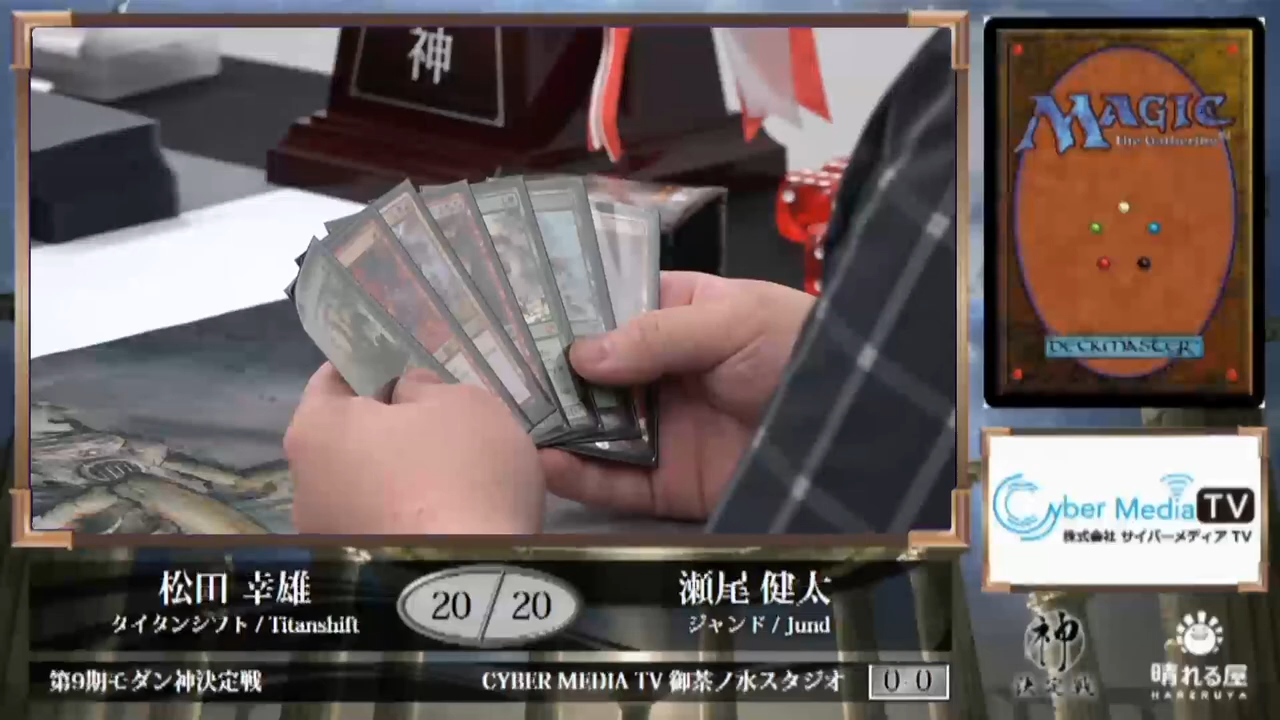 神
MAGIC
The Gathering
DECKMASTER
Cyber Media TV
株式会社 サイバーメディア TV
松田 幸雄
タイタンシフト / Titanshift
20 / 20
瀬尾 健太
ジャンド / Jund
第9期モダン神決定戦
CYBER MEDIA TV 御茶ノ水スタジオ
0-0
神
決定戦
晴れる屋
HARERUYA